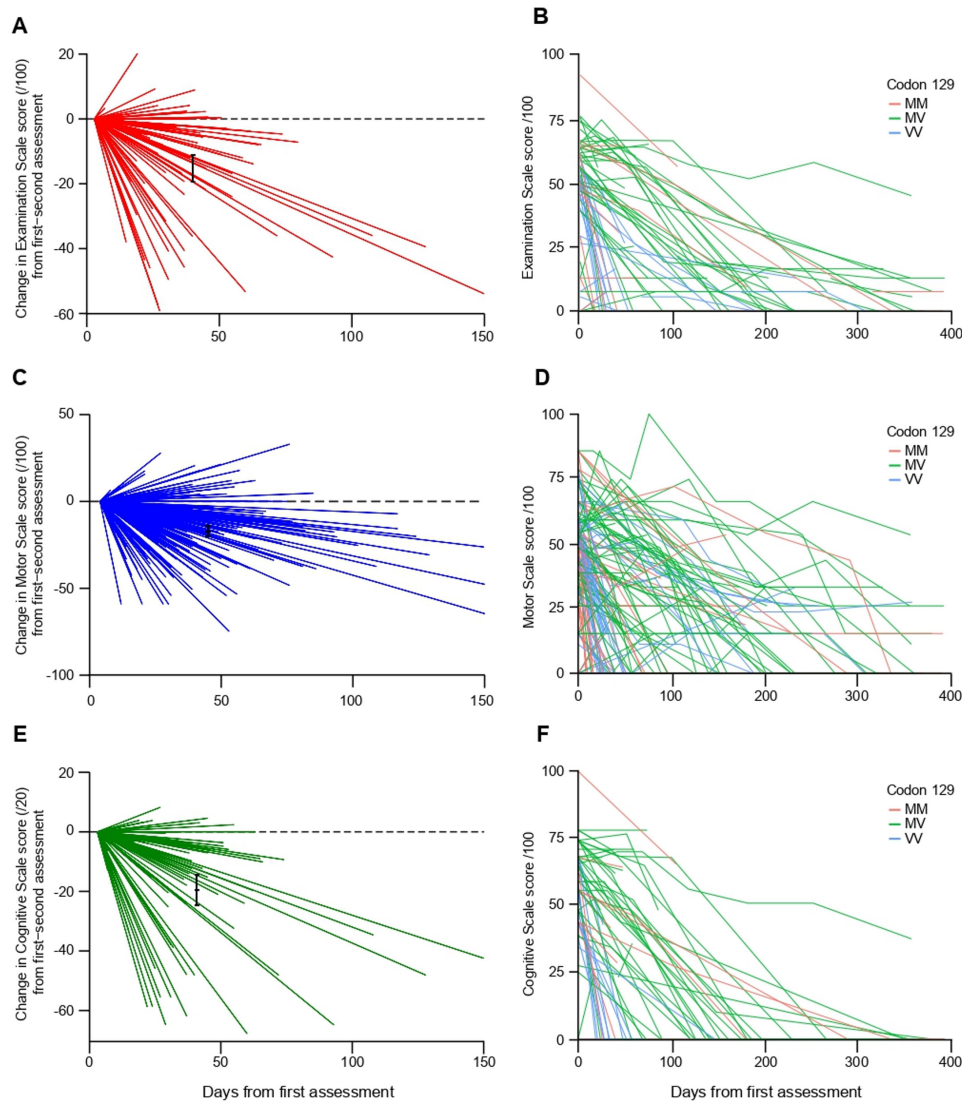 A
Change in Examination Scale score (/100)
from first–second assessment
20
0
-20
-40
-60
0
50
100
150
B
Examination Scale score /100
100
75
50
25
0
0
100
200
300
400
Codon 129
MM
MV
VV
C
Change in Motor Scale score (/100)
from first–second assessment
50
0
-50
-100
0
50
100
150
D
Motor Scale score /100
100
75
50
25
0
0
100
200
300
400
Codon 129
MM
MV
VV
E
Change in Cognitive Scale score (/20)
from first–second assessment
20
0
-20
-40
-60
0
50
100
150
Days from first assessment
F
Cognitive Scale score /100
100
75
50
25
0
0
100
200
300
400
Days from first assessment
Codon 129
MM
MV
VV